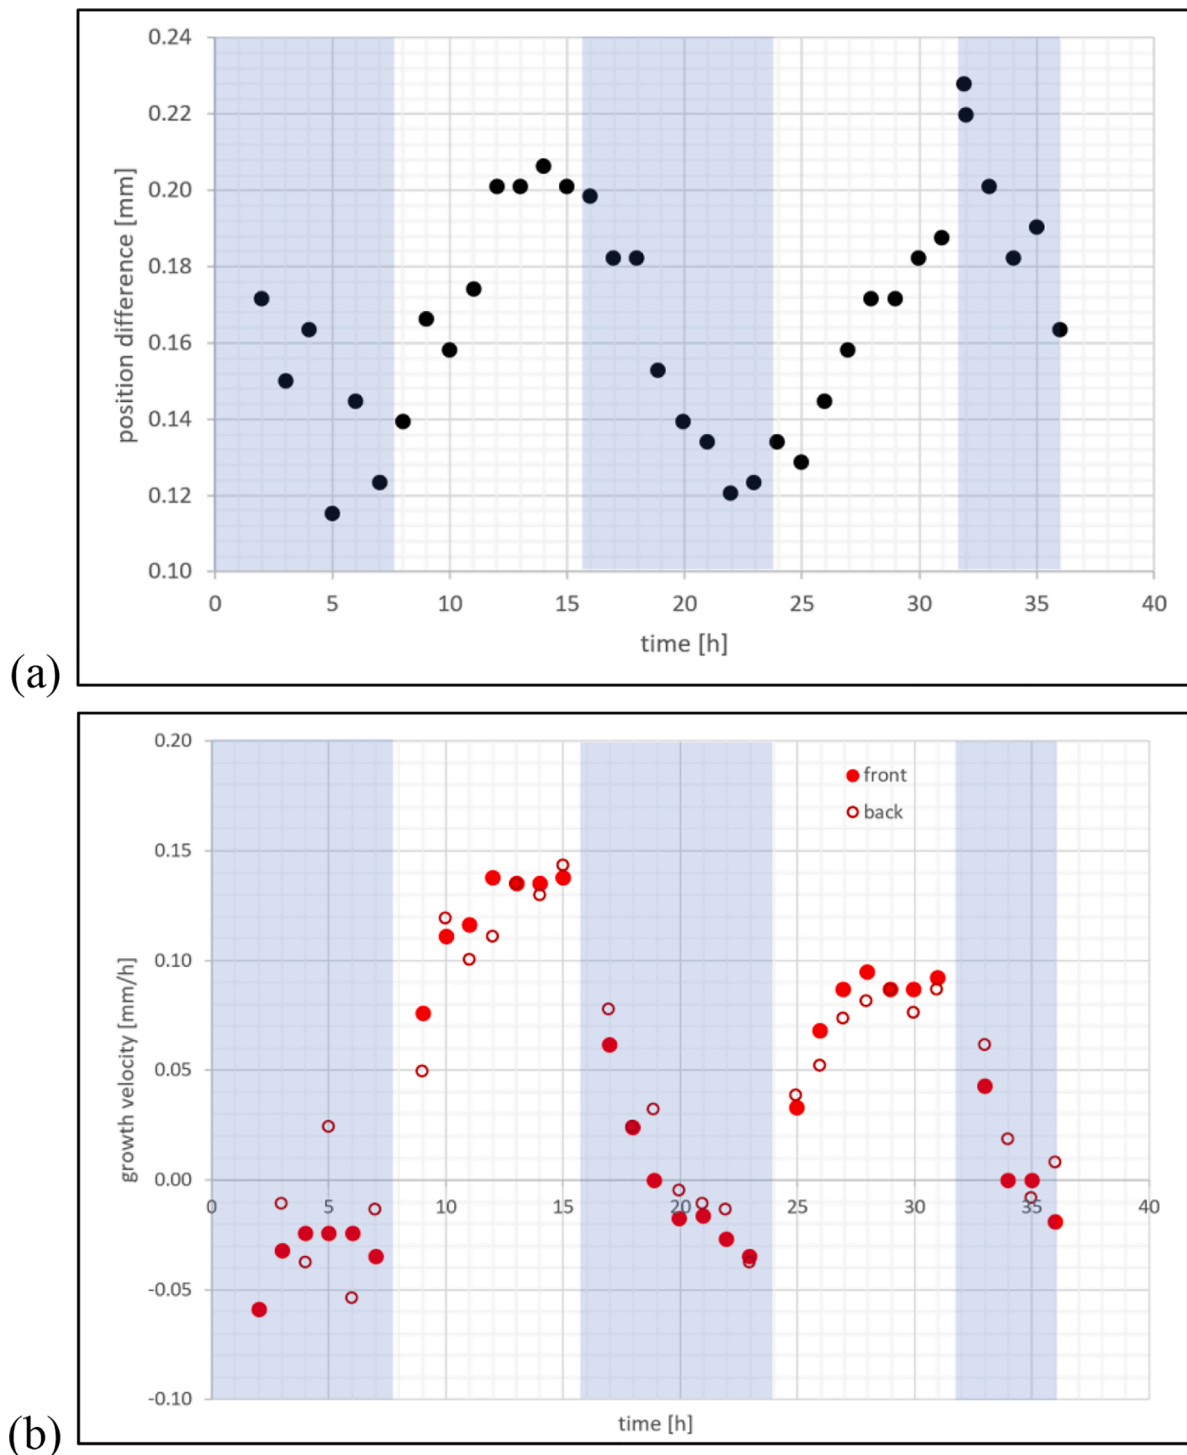 0.24
0.22
0.20
0.18
0.16
0.14
0.12
0.10
position difference [mm]
0 5 10 15 20 25 30 35 40
time [h]
(a)
0.20
0.15
0.10
0.05
0.00
-0.05
-0.10
growth velocity [mm/h]
front
back
0 5 10 15 20 25 30 35 40
time [h]
(b)